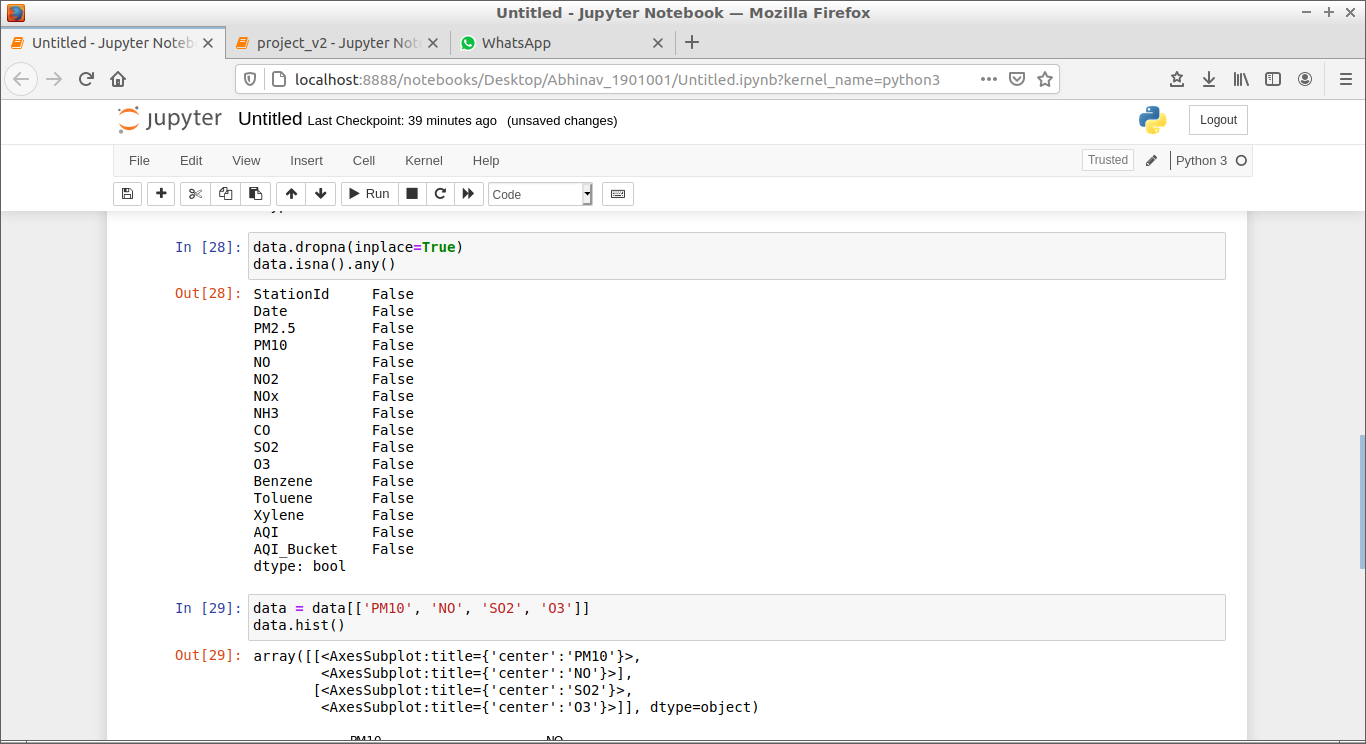 Untitled - Jupyter Notebook — Mozilla Firefox
Untitled - Jupyter Noteb
project_v2 - Jupyter Not
WhatsApp
localhost:8888/notebooks/Desktop/Abhinav_1901001/Untitled.ipynb?kernel_name=python3
jupyter Untitled Last Checkpoint: 39 minutes ago (unsaved changes)
Logout
File Edit View Insert Cell Kernel Help
Trusted
Python 3
Run
Code
In [28]: data.dropna(inplace=True)
data.isna().any()
Out[28]: StationId False
Date False
PM2.5 False
PM10 False
NO False
NO2 False
NOx False
NH3 False
CO False
SO2 False
O3 False
Benzene False
Toluene False
Xylene False
AQI False
AQI_Bucket False
dtype: bool
In [29]: data = data[['PM10', 'NO', 'SO2', 'O3']]
data.hist()
Out[29]: array([[<AxesSubplot:title={'center':'PM10'}>,
<AxesSubplot:title={'center':'NO'}>],
[<AxesSubplot:title={'center':'SO2'}>,
<AxesSubplot:title={'center':'O3'}>]], dtype=object)
PM10 NO